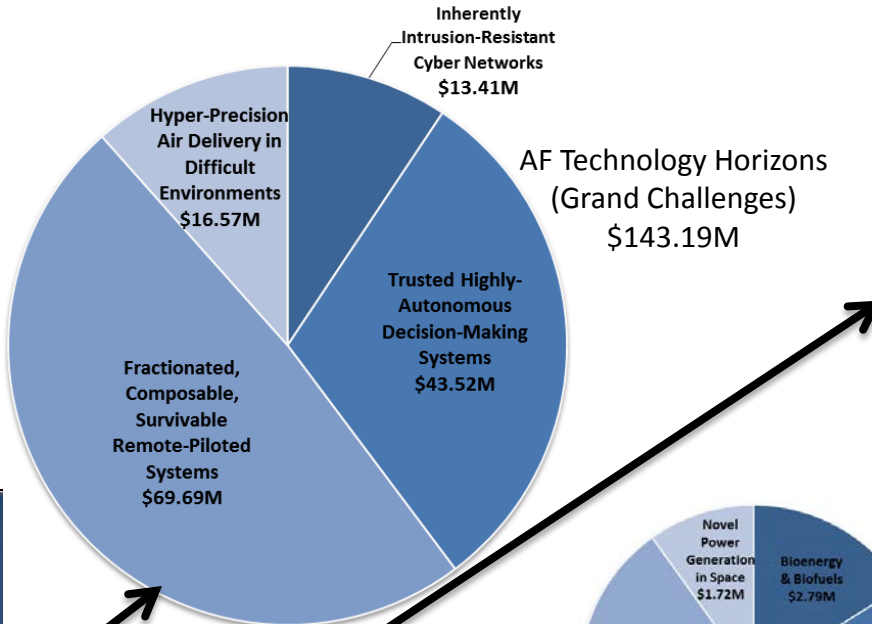 Inherently
Intrusion-Resistant
Cyber Networks
$13.41M
Hyper-Precision
Air Delivery in
Difficult
Environments
$16.57M
AF Technology Horizons
(Grand Challenges)
$143.19M
Trusted Highly-
Autonomous
Decision-Making
Systems
$43.52M
Fractionated,
Composable,
Survivable
Remote-Piloted
Systems
$69.69M
Novel
Power
Generation
in Space
$1.72M
Bioenergy
& Biofuels
$2.79M